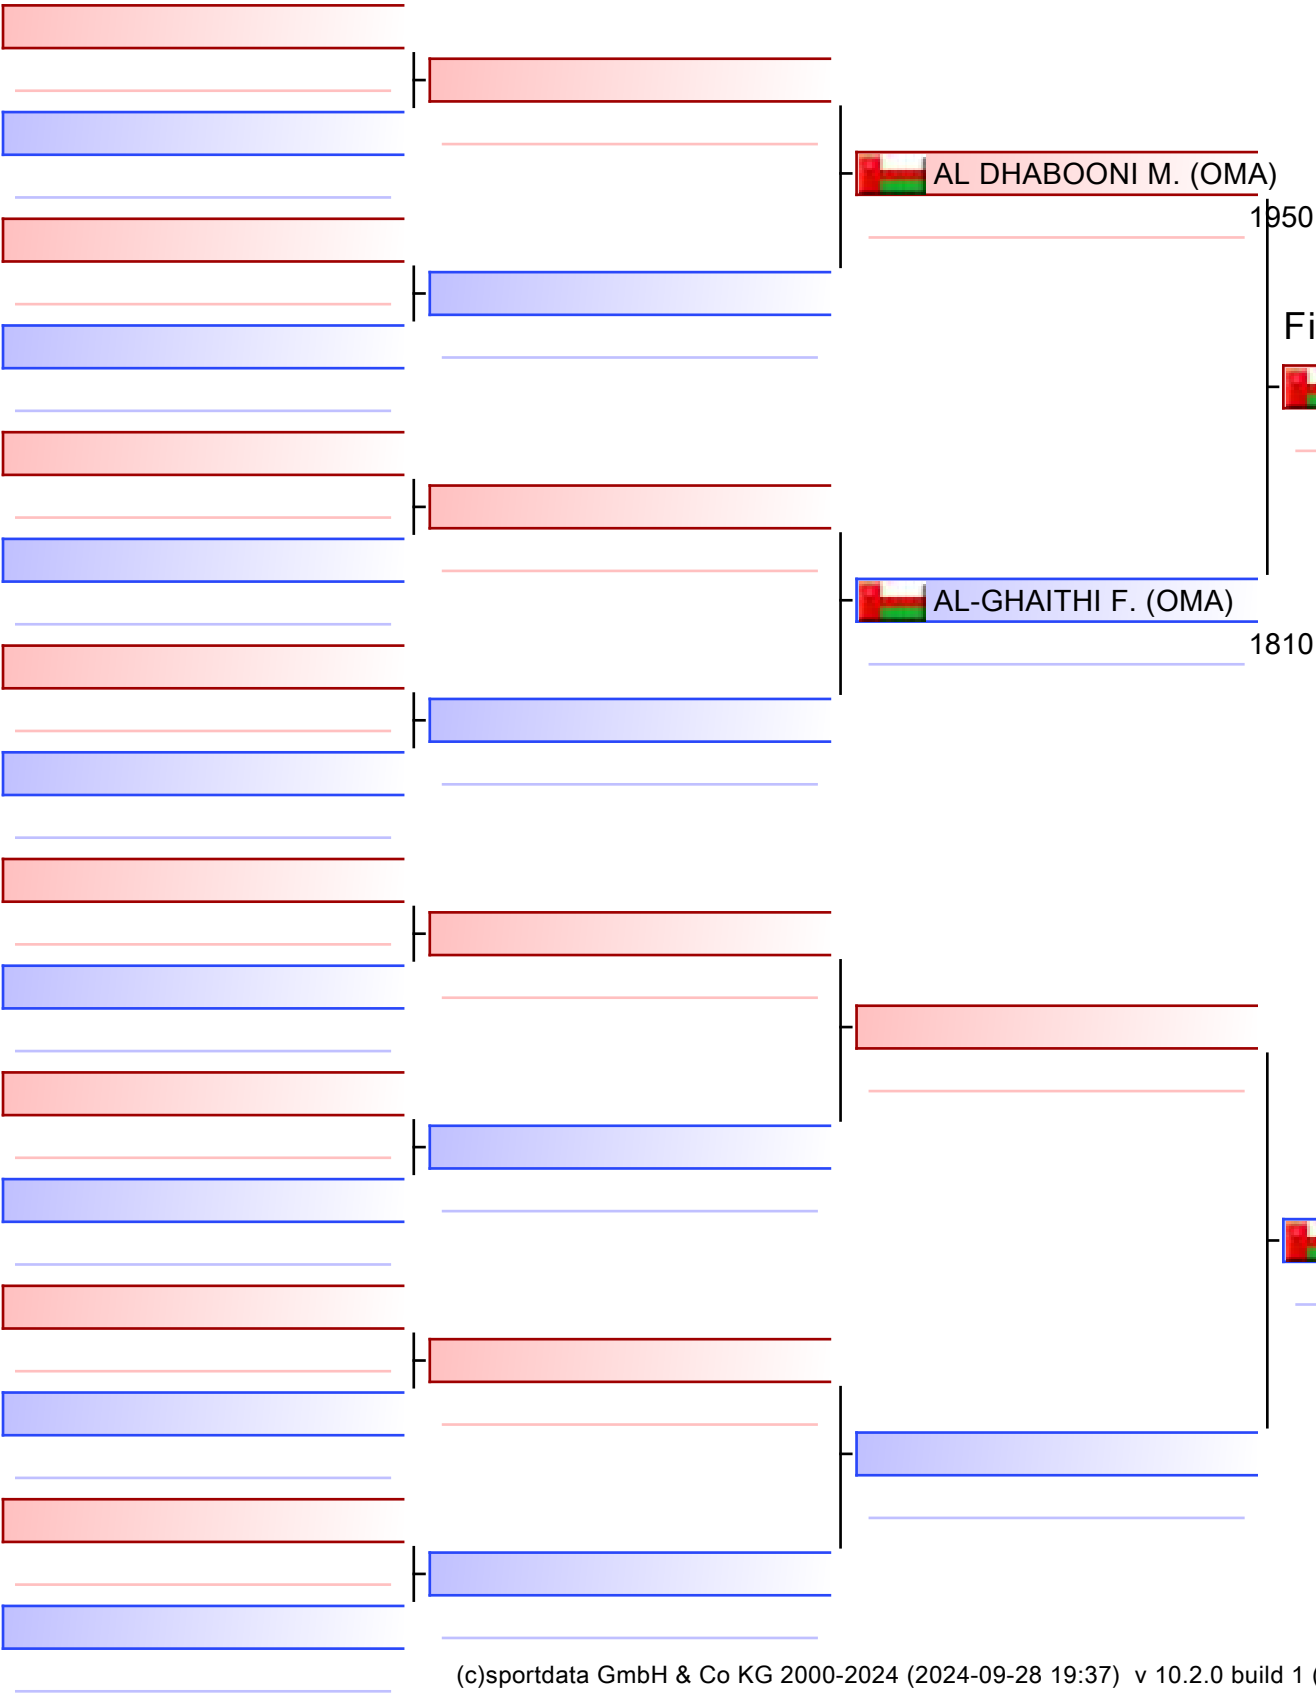 AL DHABOONI M. (OMA)
1950
Fi
AL-GHAITHI F. (OMA)
1810
(c)sportdata GmbH & Co KG 2000-2024 (2024-09-28 19:37) v 10.2.0 build 1 (